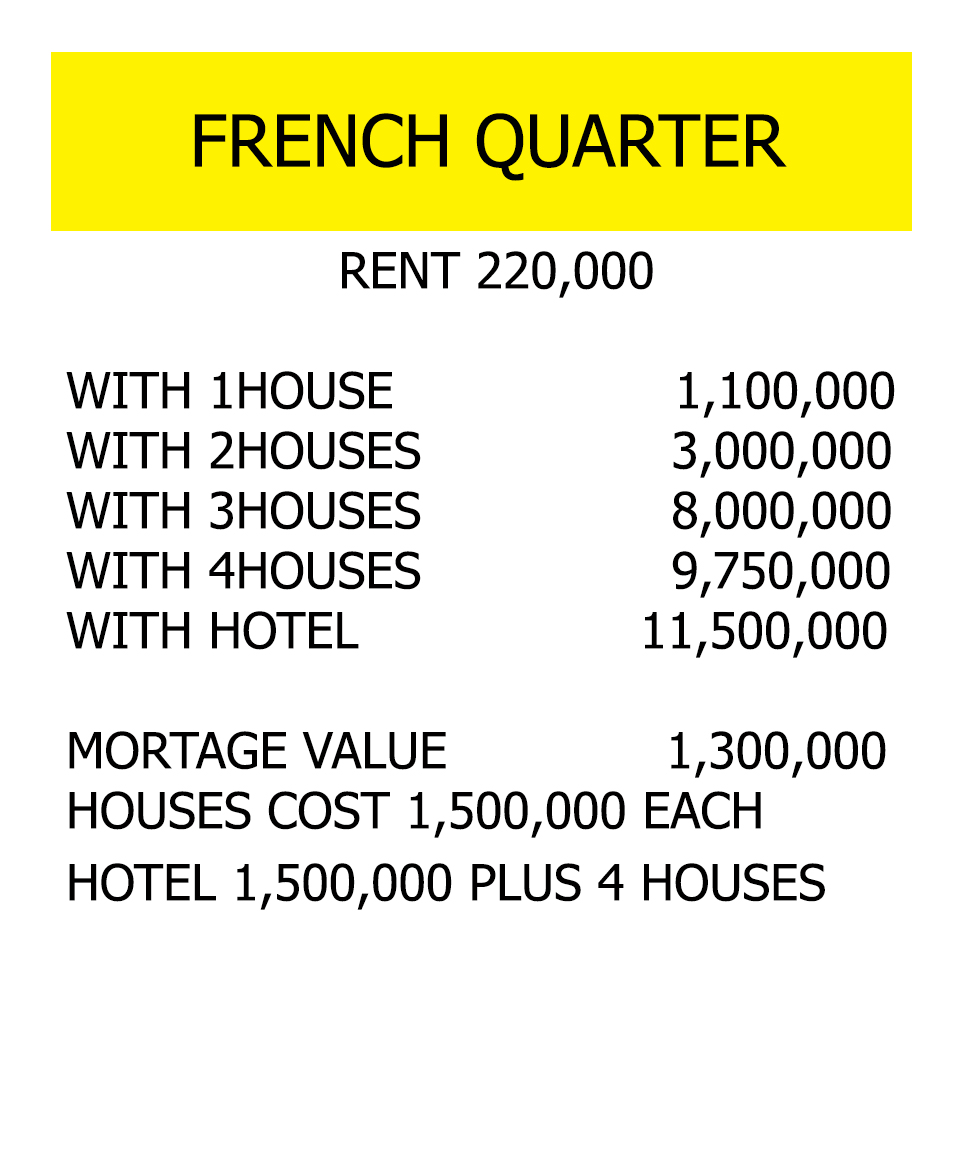 FRENCH QUARTER
RENT 220,000
WITH 1HOUSE 1,100,000
WITH 2HOUSES 3,000,000
WITH 3HOUSES 8,000,000
WITH 4HOUSES 9,750,000
WITH HOTEL 11,500,000
MORTAGE VALUE 1,300,000
HOUSES COST 1,500,000 EACH
HOTEL 1,500,000 PLUS 4 HOUSES